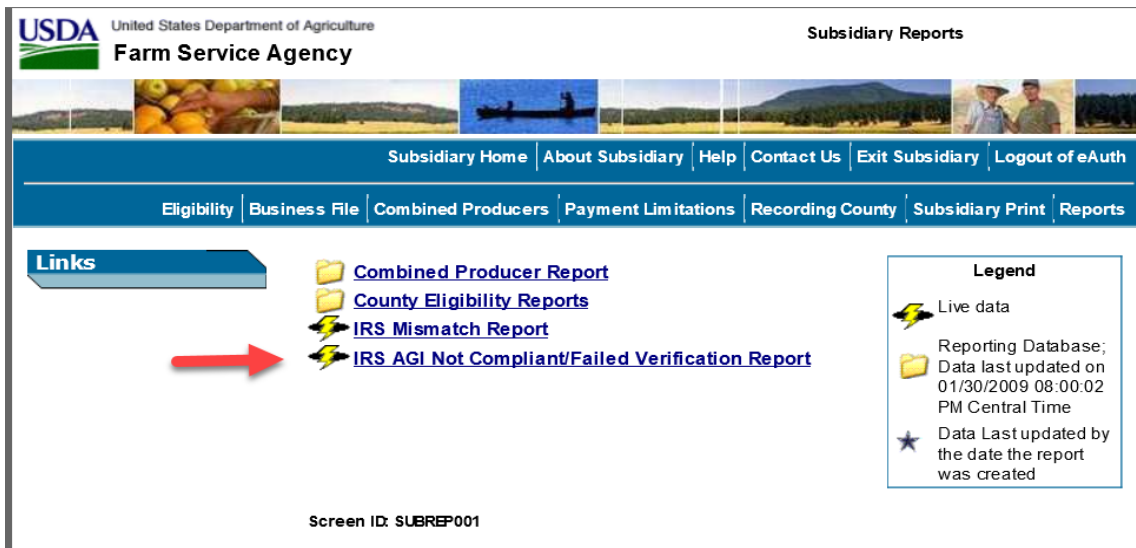 USDA
United States Department of Agriculture
Farm Service Agency
Subsidiary Reports
Subsidiary Home About Subsidiary Help Contact Us Exit Subsidiary Logout of eAuth
Eligibility Business File Combined Producers Payment Limitations Recording County Subsidiary Print Reports
Links
Combined Producer Report
County Eligibility Reports
IRS Mismatch Report
IRS AGI Not Compliant/Failed Verification Report
Legend
Live data
Reporting Database;
Data last updated on
01/30/2009 08:00:02
PM Central Time
Data Last updated by
the date the report
was created
Screen ID: SUBREP001